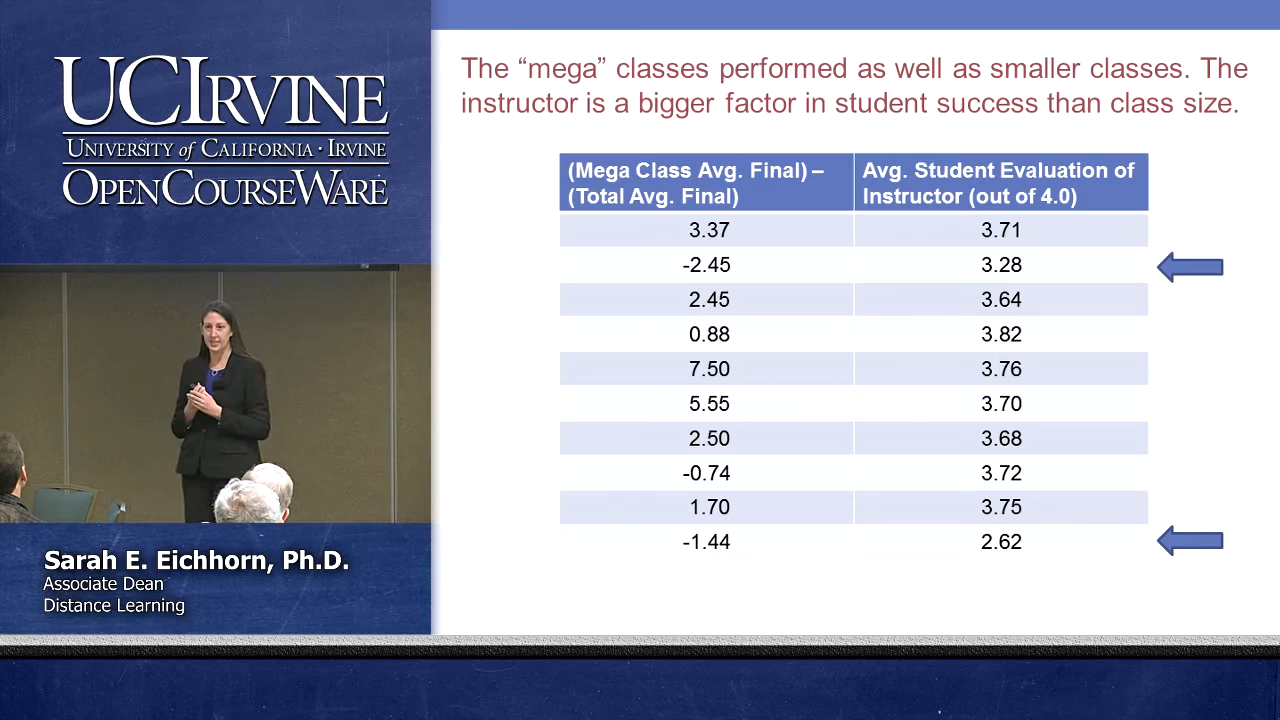 UCIRVINE
UNIVERSITY of CALIFORNIA · IRVINE
OPENCOURSEWARE
Sarah E. Eichhorn, Ph.D.
Associate Dean
Distance Learning
The “mega” classes performed as well as smaller classes. The
instructor is a bigger factor in student success than class size.
(Mega Class Avg. Final) – (Total Avg. Final) Avg. Student Evaluation of Instructor (out of 4.0)
3.37 3.71
-2.45 3.28
2.45 3.64
0.88 3.82
7.50 3.76
5.55 3.70
2.50 3.68
-0.74 3.72
1.70 3.75
-1.44 2.62